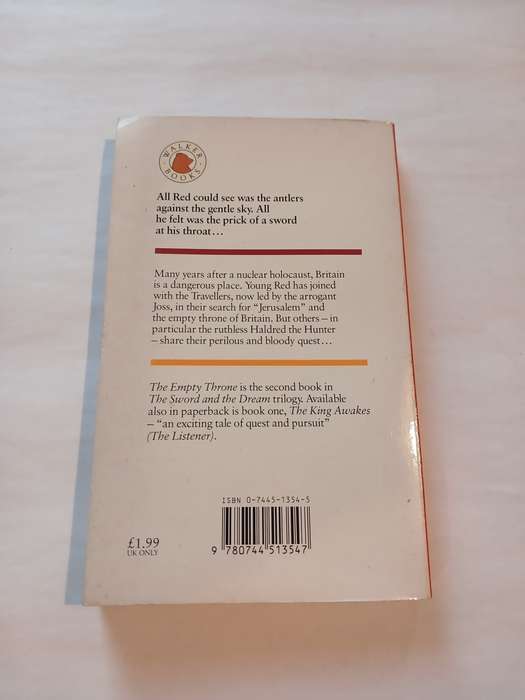 WALKER BOOKS
All Red could see was the antlers
against the gentle sky. All
he felt was the prick of a sword
at his throat...
Many years after a nuclear holocaust, Britain
is a dangerous place. Young Red has joined
with the Travellers, now led by the arrogant
Joss, in their search for “Jerusalem” and
the empty throne of Britain. But others – in
particular the ruthless Haldred the Hunter
– share their perilous and bloody quest...
The Empty Throne is the second book in
The Sword and the Dream trilogy. Available
also in paperback is book one, The King Awakes
– “an exciting tale of quest and pursuit”
(The Listener).
ISBN 0-7445-1354-5
9 780744 513547
£1.99
UK ONLY